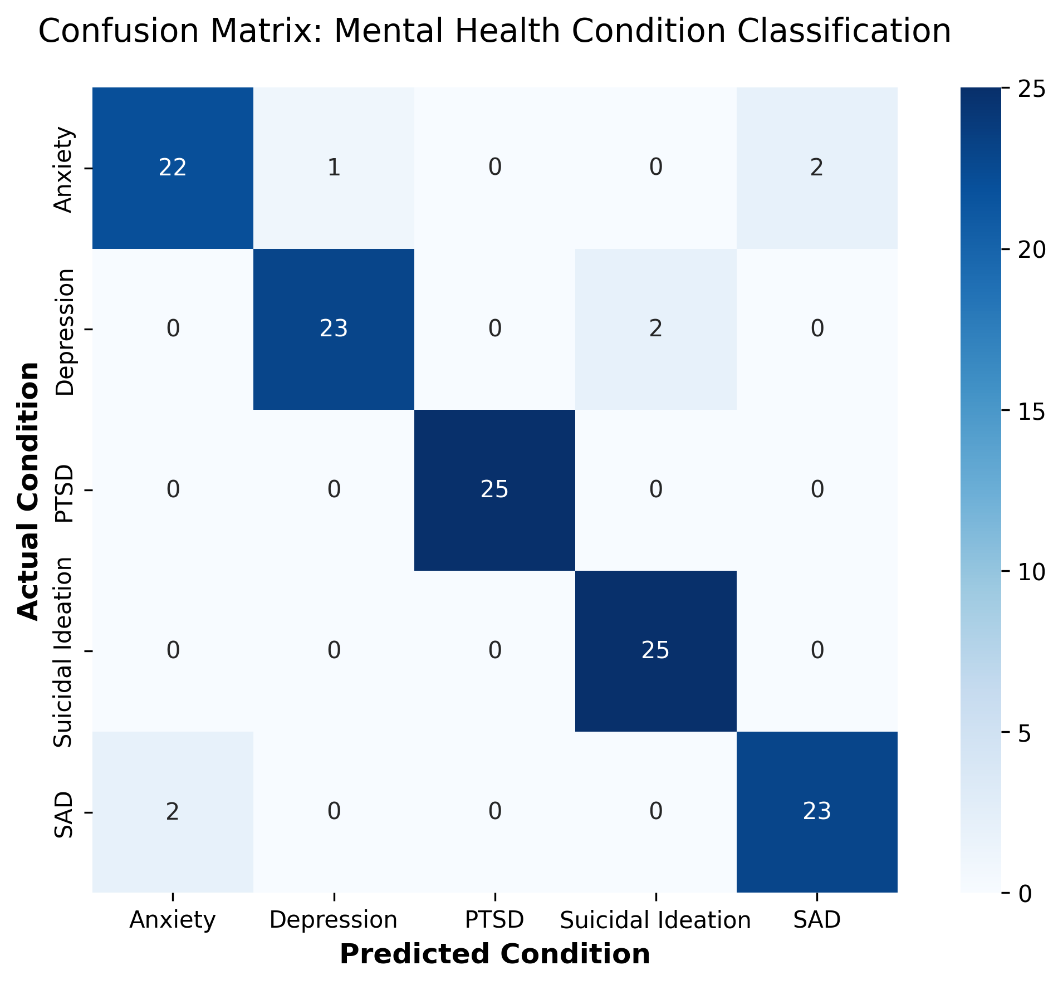 Confusion Matrix: Mental Health Condition Classification
Actual Condition
Anxiety
22 1 0 0 2
Depression
0 23 0 2 0
PTSD
0 0 25 0 0
Suicidal Ideation
0 0 0 25 0
SAD
2 0 0 0 23
Anxiety Depression PTSD Suicidal Ideation SAD
Predicted Condition
25
20
15
10
5
0